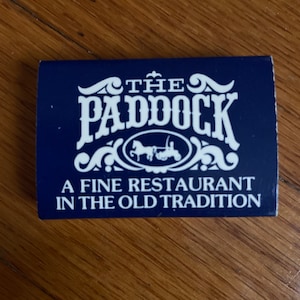 THE
PADDOCK
A FINE RESTAURANT
IN THE OLD TRADITION